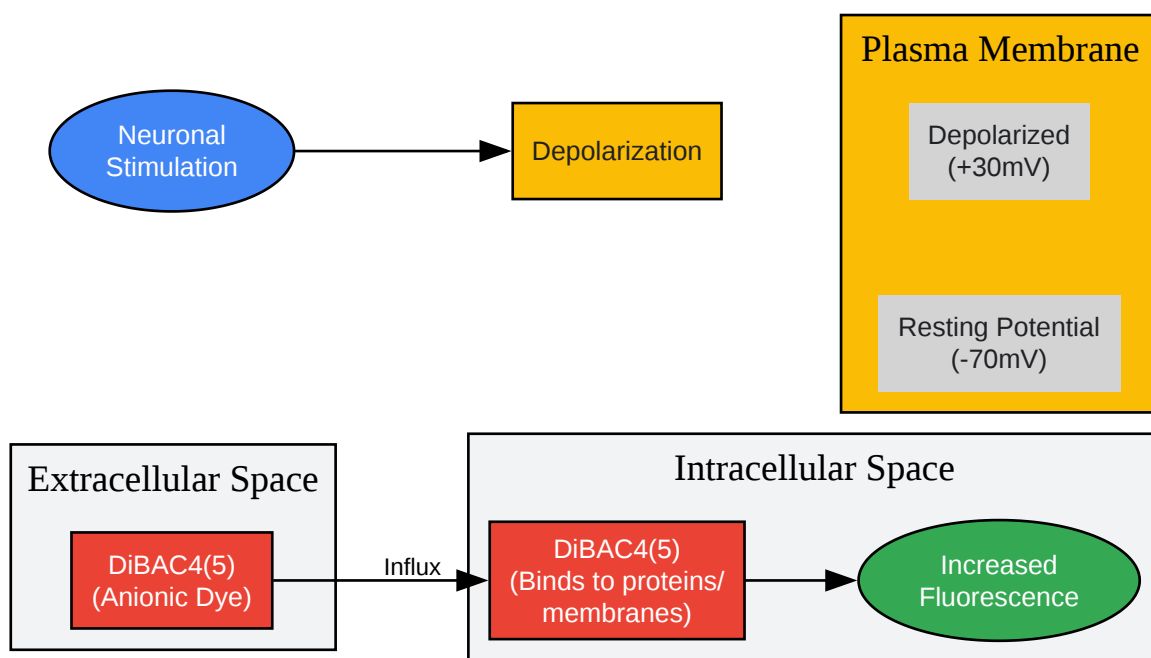 Plasma Membrane
Neuronal
Stimulation
Depolarization
Depolarized
(+30mV)
Resting Potential
(-70mV)
Extracellular Space
DiBAC4(5)
(Anionic Dye)
Influx
Intracellular Space
DiBAC4(5)
(Binds to proteins/
membranes)
Increased
Fluorescence